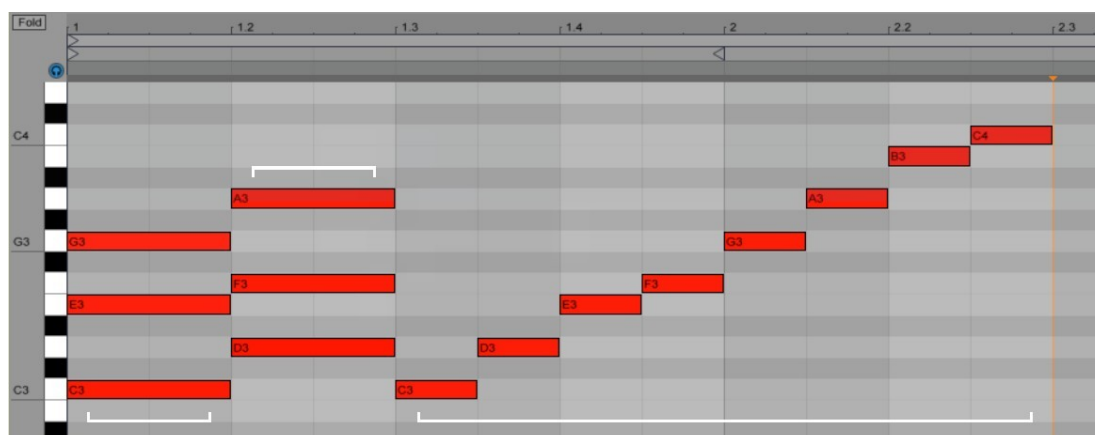 Fold
1 1.2 1.3 1.4 2 2.2 2.3
C4
C4
B3
A3 A3
G3 G3 G3
F3 F3
E3 E3
D3 D3
C3 C3 C3